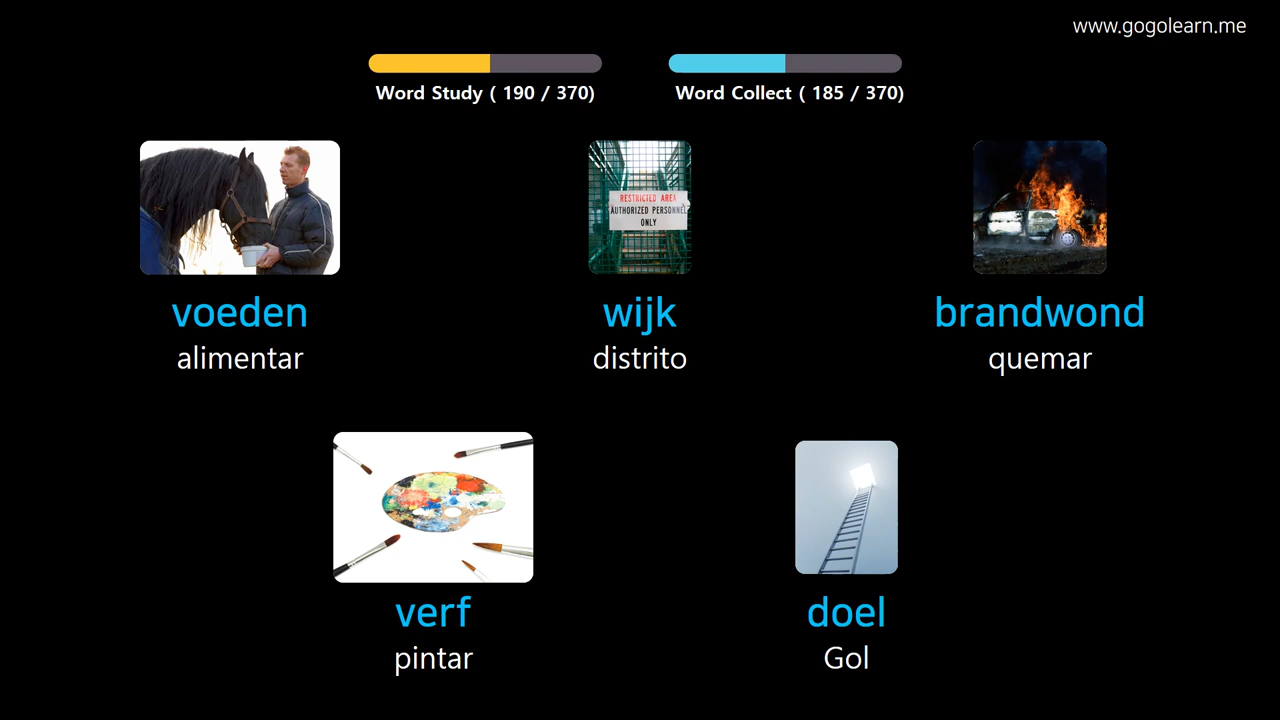 www.gogolearn.me
Word Study ( 190 / 370)
Word Collect ( 185 / 370)
RESTRICTED AREA
AUTHORIZED PERSONNEL
ONLY
voeden
alimentar
wijk
distrito
brandwond
quemar
verf
pintar
doel
Gol